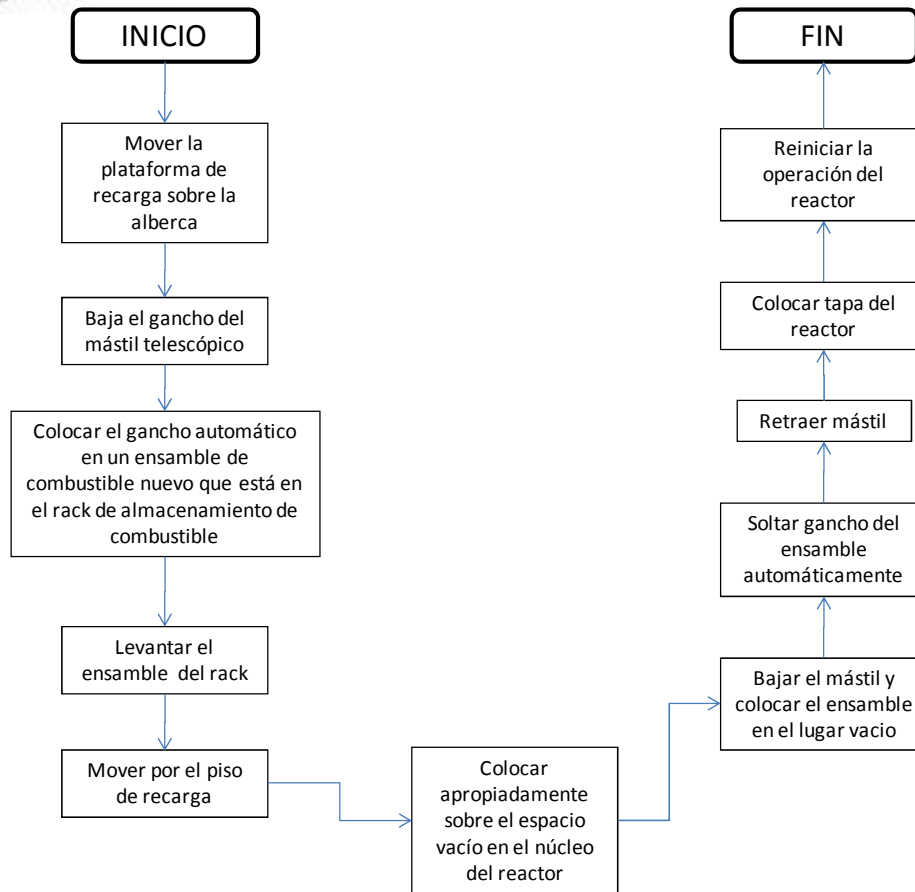 INICIO
Mover la
plataforma de
recarga sobre la
alberca
Baja el gancho del
mástil telescópico
Colocar el gancho automático
en un ensamble de
combustible nuevo que está en
el rack de almacenamiento de
combustible
Levantar el
ensamble del rack
Mover por el piso
de recarga
Colocar
apropiadamente
sobre el espacio
vacío en el núcleo
del reactor
Bajar el mástil y
colocar el ensamble
en el lugar vacio
Soltar gancho del
ensamble
automáticamente
Retraer mástil
Colocar tapa del
reactor
Reiniciar la
operación del
reactor
FIN